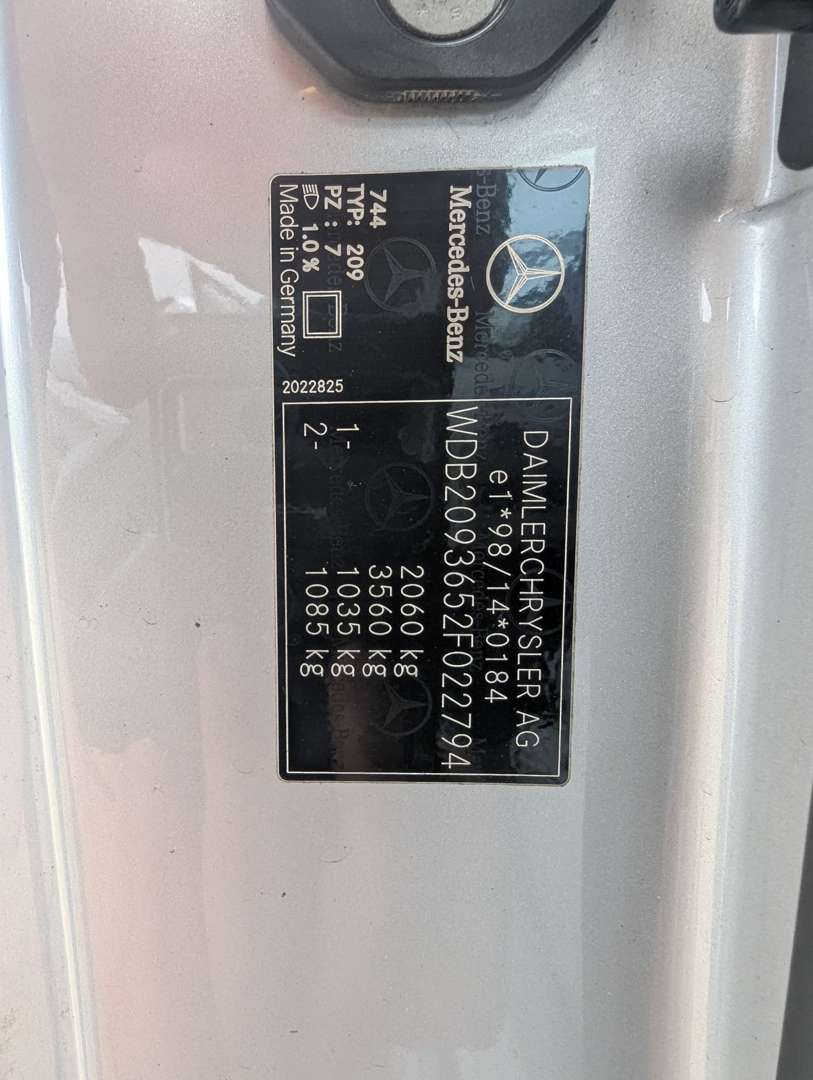 Mercedes-Benz
744
TYP: 209
PZ : 7
1.0%
Made in Germany
2022825
DAIMLERCHRYSLER AG
e1*98/14*0184
WDB2093652F022794
2060 kg
3560 kg
1- 1035 kg
2- 1085 kg